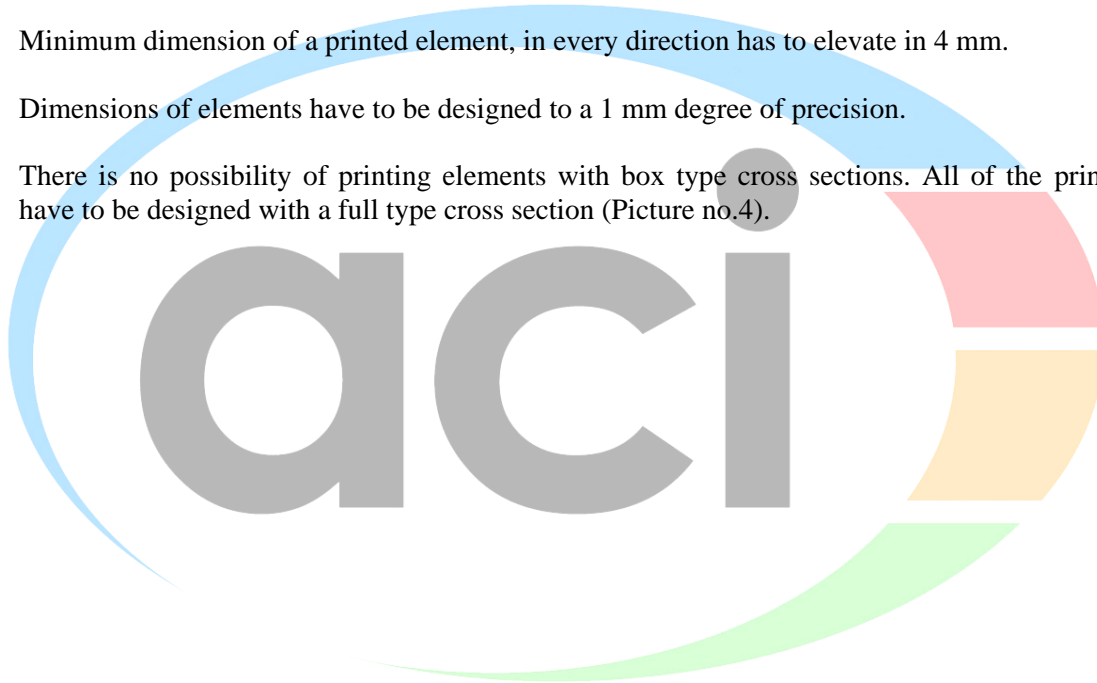 Minimum dimension of a printed element, in every direction has to elevate in 4 mm.
Dimensions of elements have to be designed to a 1 mm degree of precision.
There is no possibility of printing elements with box type cross sections. All of the prin
have to be designed with a full type cross section (Picture no.4).
aci